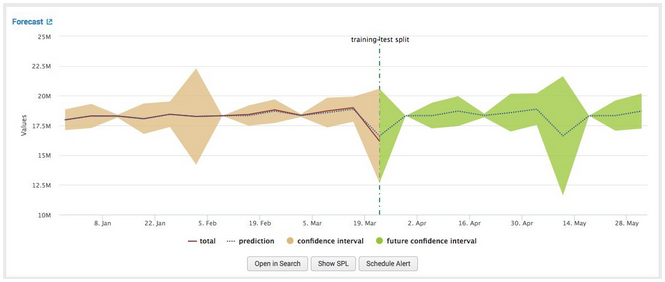 Forecast
training-test split
25M
22.5M
20M
17.5M
15M
12.5M
10M
Values
8. Jan 22. Jan 5. Feb 19. Feb 5. Mar 19. Mar 2. Apr 16. Apr 30. Apr 14. May 28. May
total prediction confidence interval future confidence interval
Open in Search Show SPL Schedule Alert